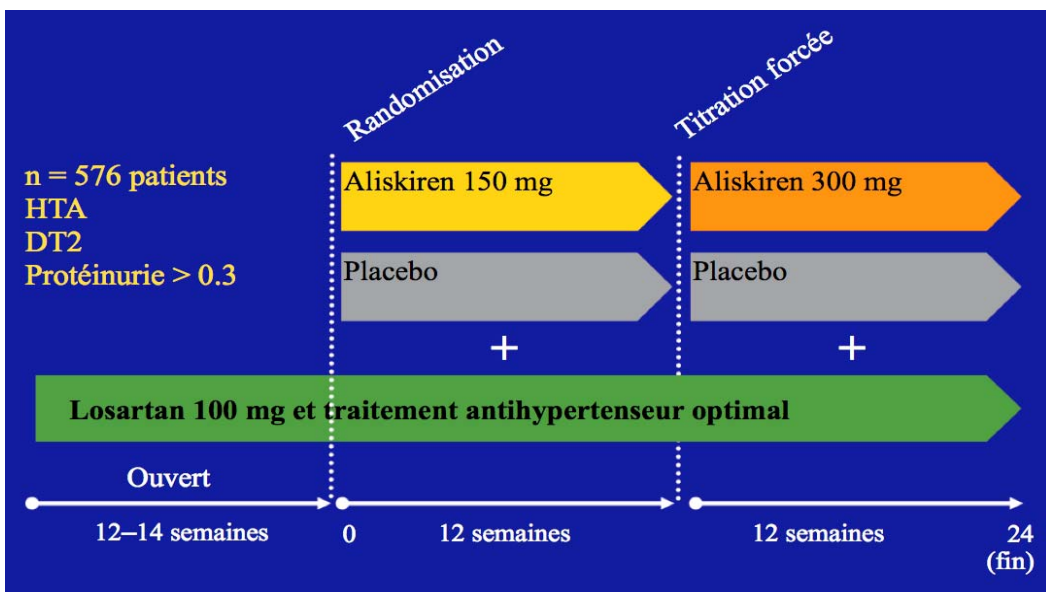 Randomisation
Titration forcée
n = 576 patients
HTA
DT2
Protéinurie > 0.3
Aliskiren 150 mg
Aliskiren 300 mg
Placebo
Placebo
+
+
Losartan 100 mg et traitement antihypertenseur optimal
Ouvert
12–14 semaines
0
12 semaines
12 semaines
24
(fin)